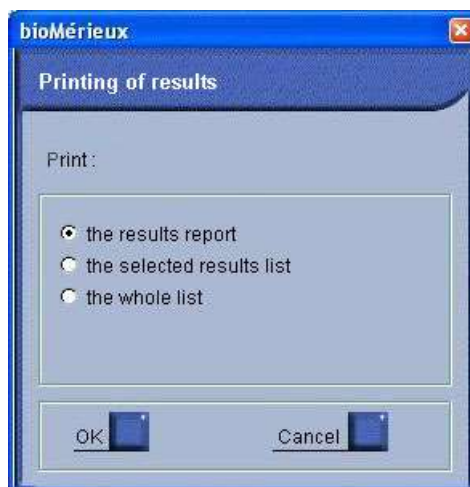 bioMérieux
Printing of results
Print :
the results report
the selected results list
the whole list
OK
Cancel